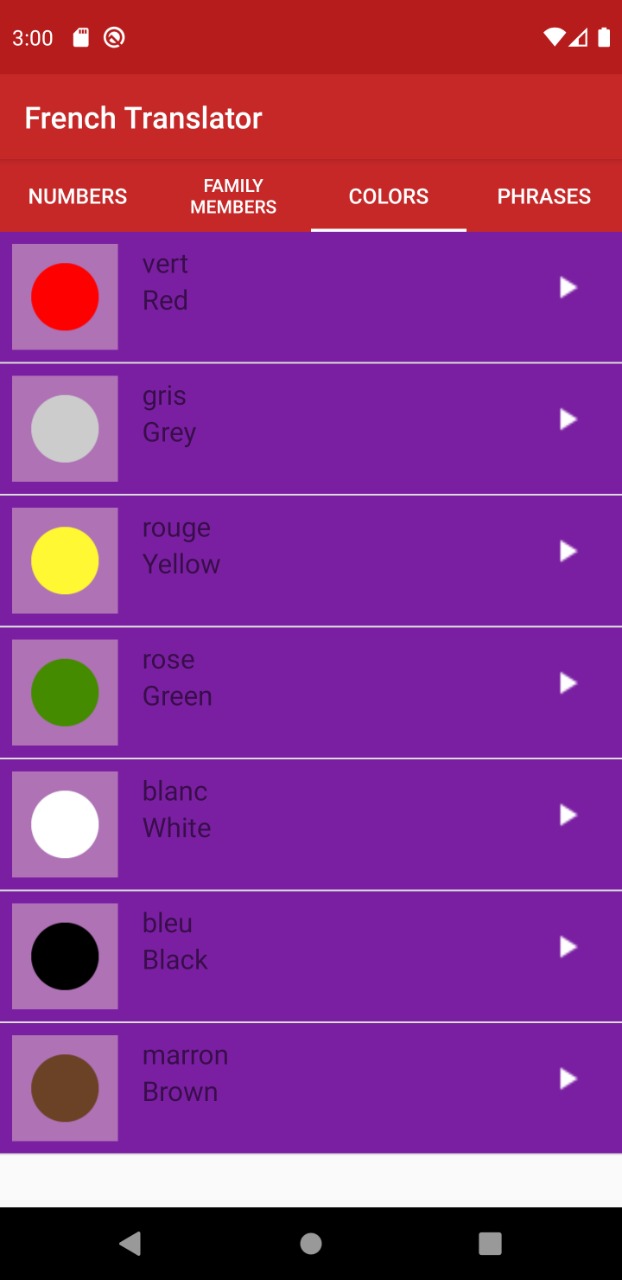 3:00
French Translator
NUMBERS
FAMILY
MEMBERS
COLORS
PHRASES
vert
Red
gris
Grey
rouge
Yellow
rose
Green
blanc
White
bleu
Black
marron
Brown